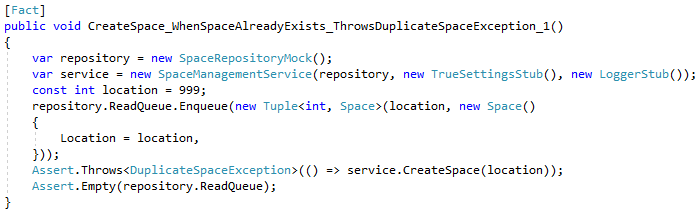 [Fact]
public void CreateSpace_WhenSpaceAlreadyExists_ThrowsDuplicateSpaceException_1()
{
    var repository = new SpaceRepositoryMock();
    var service = new SpaceManagementService(repository, new TrueSettingsStub(), new LoggerStub());
    const int location = 999;
    repository.ReadQueue.Enqueue(new Tuple<int, Space>(location, new Space()
    {
        Location = location,
    }));
    Assert.Throws<DuplicateSpaceException>(() => service.CreateSpace(location));
    Assert.Empty(repository.ReadQueue);
}